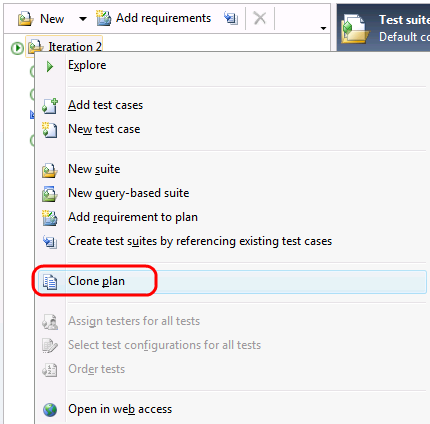 New Add requirements
Test suite
Default co
Iteration 2
Explore
Add test cases
New test case
New suite
New query-based suite
Add requirement to plan
Create test suites by referencing existing test cases
Clone plan
Assign testers for all tests
Select test configurations for all tests
Order tests
Open in web access